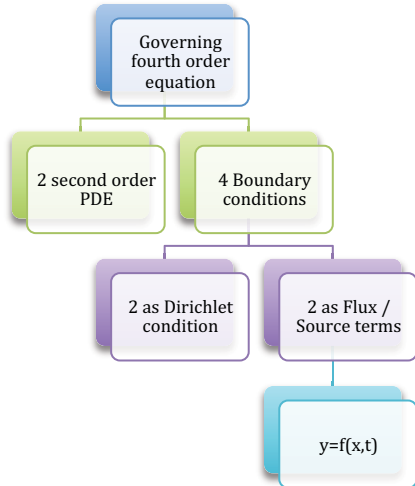 Governing
fourth order
equation
2 second order
PDE
4 Boundary
conditions
2 as Dirichlet
condition
2 as Flux /
Source terms
y=f(x,t)